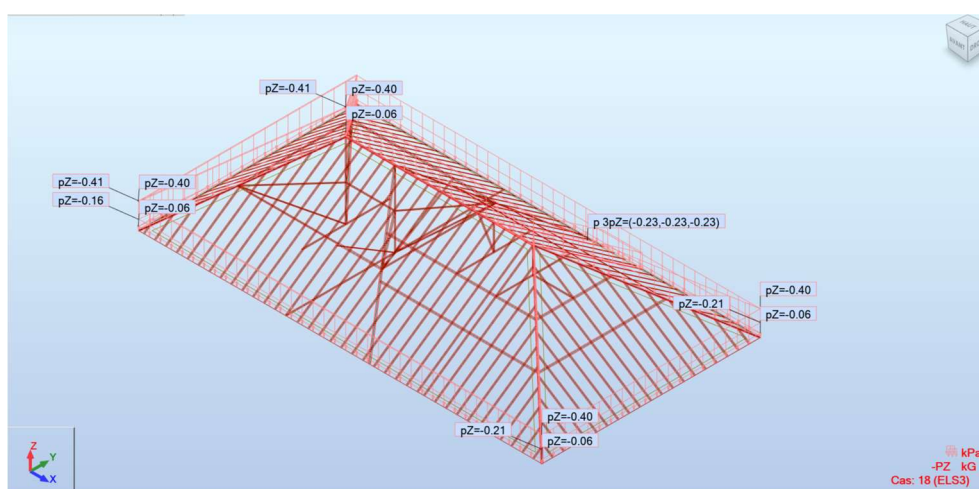 HAUT
AVANT
pZ=-0.41
pZ=-0.40
pZ=-0.06
pZ=-0.41
pZ=-0.40
pZ=-0.16
pZ=-0.06
p 3pZ=(-0.23,-0.23,-0.23)
pZ=-0.40
pZ=-0.21
pZ=-0.06
pZ=-0.40
pZ=-0.21
pZ=-0.06
Z
Y
X
kPa
-PZ kG
Cas: 18 (ELS3)